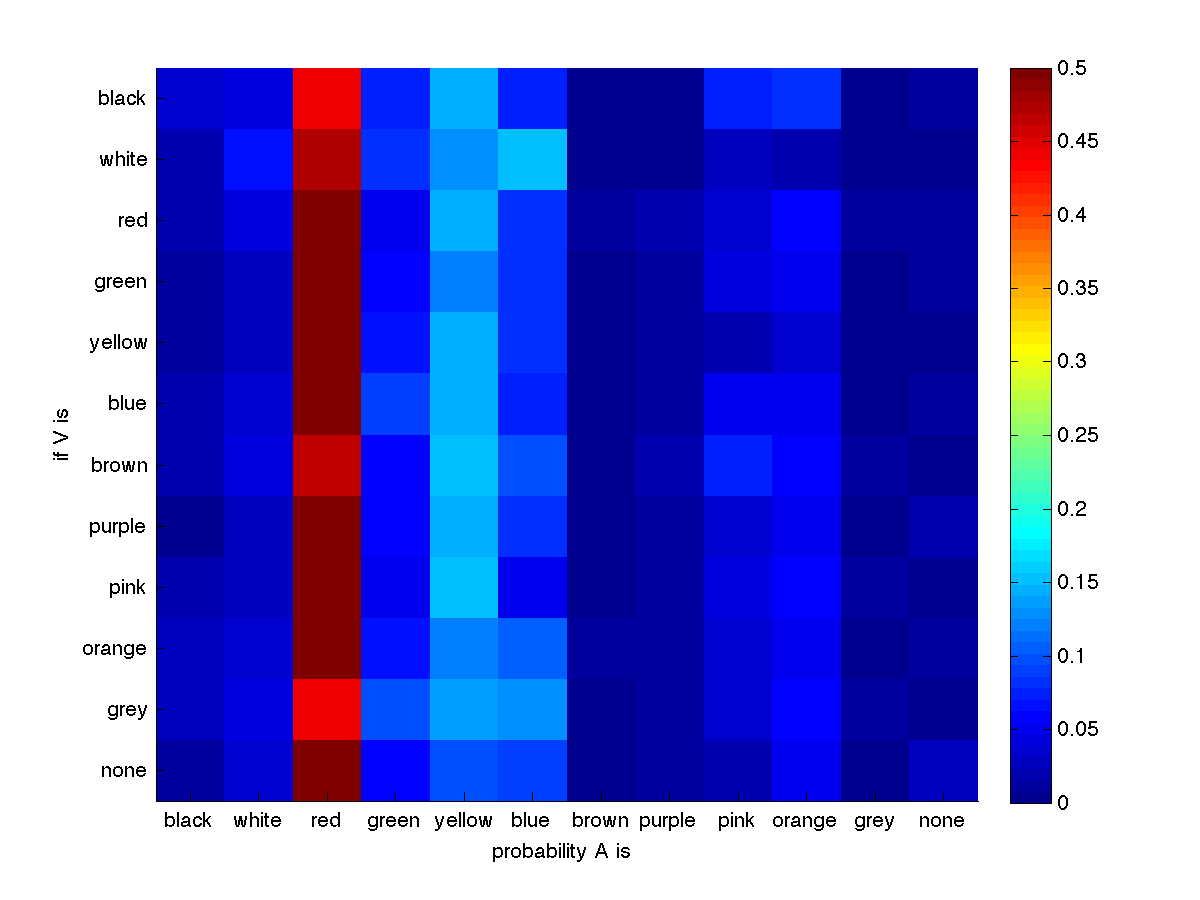 black
white
red
green
yellow
blue
brown
purple
pink
orange
grey
none
if V is
black white red green yellow blue brown purple pink orange grey none
probability A is
0.5
0.45
0.4
0.35
0.3
0.25
0.2
0.15
0.1
0.05
0